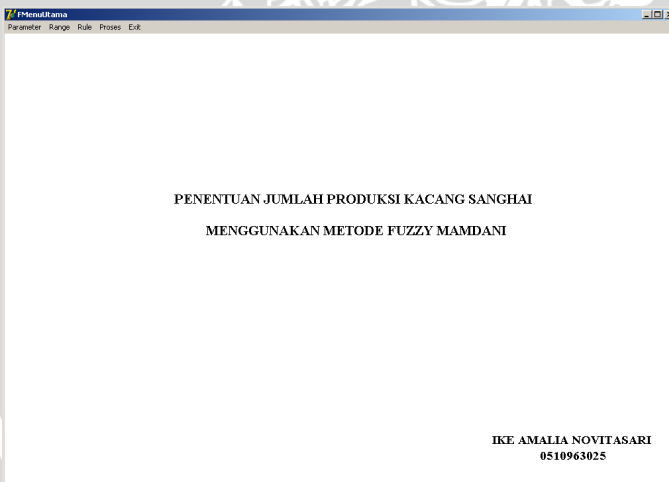 FMenuUtama
Parameter Range Rule Proses Exit
PENENTUAN JUMLAH PRODUKSI KACANG SANGHAI
MENGGUNAKAN METODE FUZZY MAMDANI
IKE AMALIA NOVITASARI
0510963025